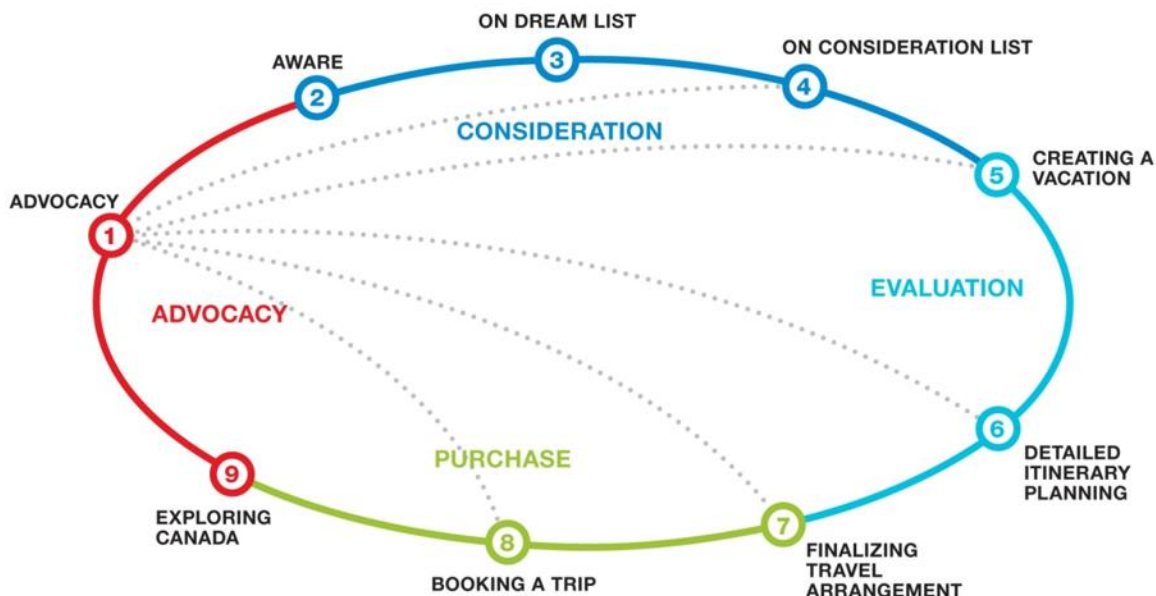 ON DREAM LIST
3
ON CONSIDERATION LIST
4
AWARE
2
CONSIDERATION
CREATING A
VACATION
5
ADVOCACY
1
EVALUATION
ADVOCACY
6
DETAILED
ITINERARY
PLANNING
PURCHASE
9
EXPLORING
CANADA
8
BOOKING A TRIP
7
FINALIZING
TRAVEL
ARRANGEMENT